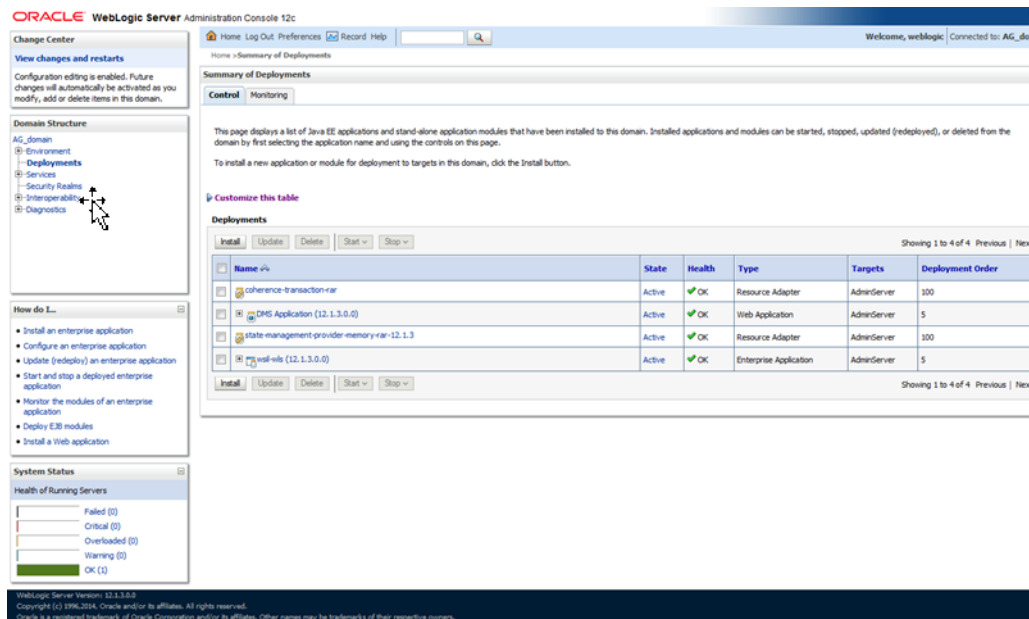 ORACLE WebLogic Server Administration Console 12c
Change Center
View changes and restarts
Configuration editing is enabled. Future
changes will automatically be activated as you
modify, add or delete items in this domain.
Domain Structure
AG_domain
Environment
Deployments
Services
Security Realms
Interoperability
Diagnostics
How do I...
Install an enterprise application
Configure an enterprise application
Update (redeploy) an enterprise application
Start and stop a deployed enterprise
application
Monitor the modules of an enterprise
application
Deploy EJB modules
Install a Web application
System Status
Health of Running Servers
Failed (0)
Critical (0)
Overloaded (0)
Warning (0)
OK (1)
Home Log Out Preferences Record Help
Welcome, weblogic Connected to: AG_do
Home >Summary of Deployments
Summary of Deployments
Control Monitoring
This page displays a list of Java EE applications and stand-alone application modules that have been installed to this domain. Installed applications and modules can be started, stopped, updated (redeployed), or deleted from the
domain by first selecting the application name and using the controls on this page.
To install a new application or module for deployment to targets in this domain, click the Install button.
Customize this table
Deployments
Install Update Delete Start Stop Showing 1 to 4 of 4 Previous | Nex
Name State Health Type Targets Deployment Order
coherence-transaction-rar Active OK Resource Adapter AdminServer 100
DMS Application (12.1.3.0.0) Active OK Web Application AdminServer 5
state-management-provider-memory-rar-12.1.3 Active OK Resource Adapter AdminServer 100
wsil-wls (12.1.3.0.0) Active OK Enterprise Application AdminServer 5
Install Update Delete Start Stop Showing 1 to 4 of 4 Previous | Nex
WebLogic Server Version: 12.1.3.0.0
Copyright (c) 1996,2014, Oracle and/or its affiliates. All rights reserved.
Oracle is a registered trademark of Oracle Corporation and/or its affiliates. Other names may be trademarks of their respective owners.